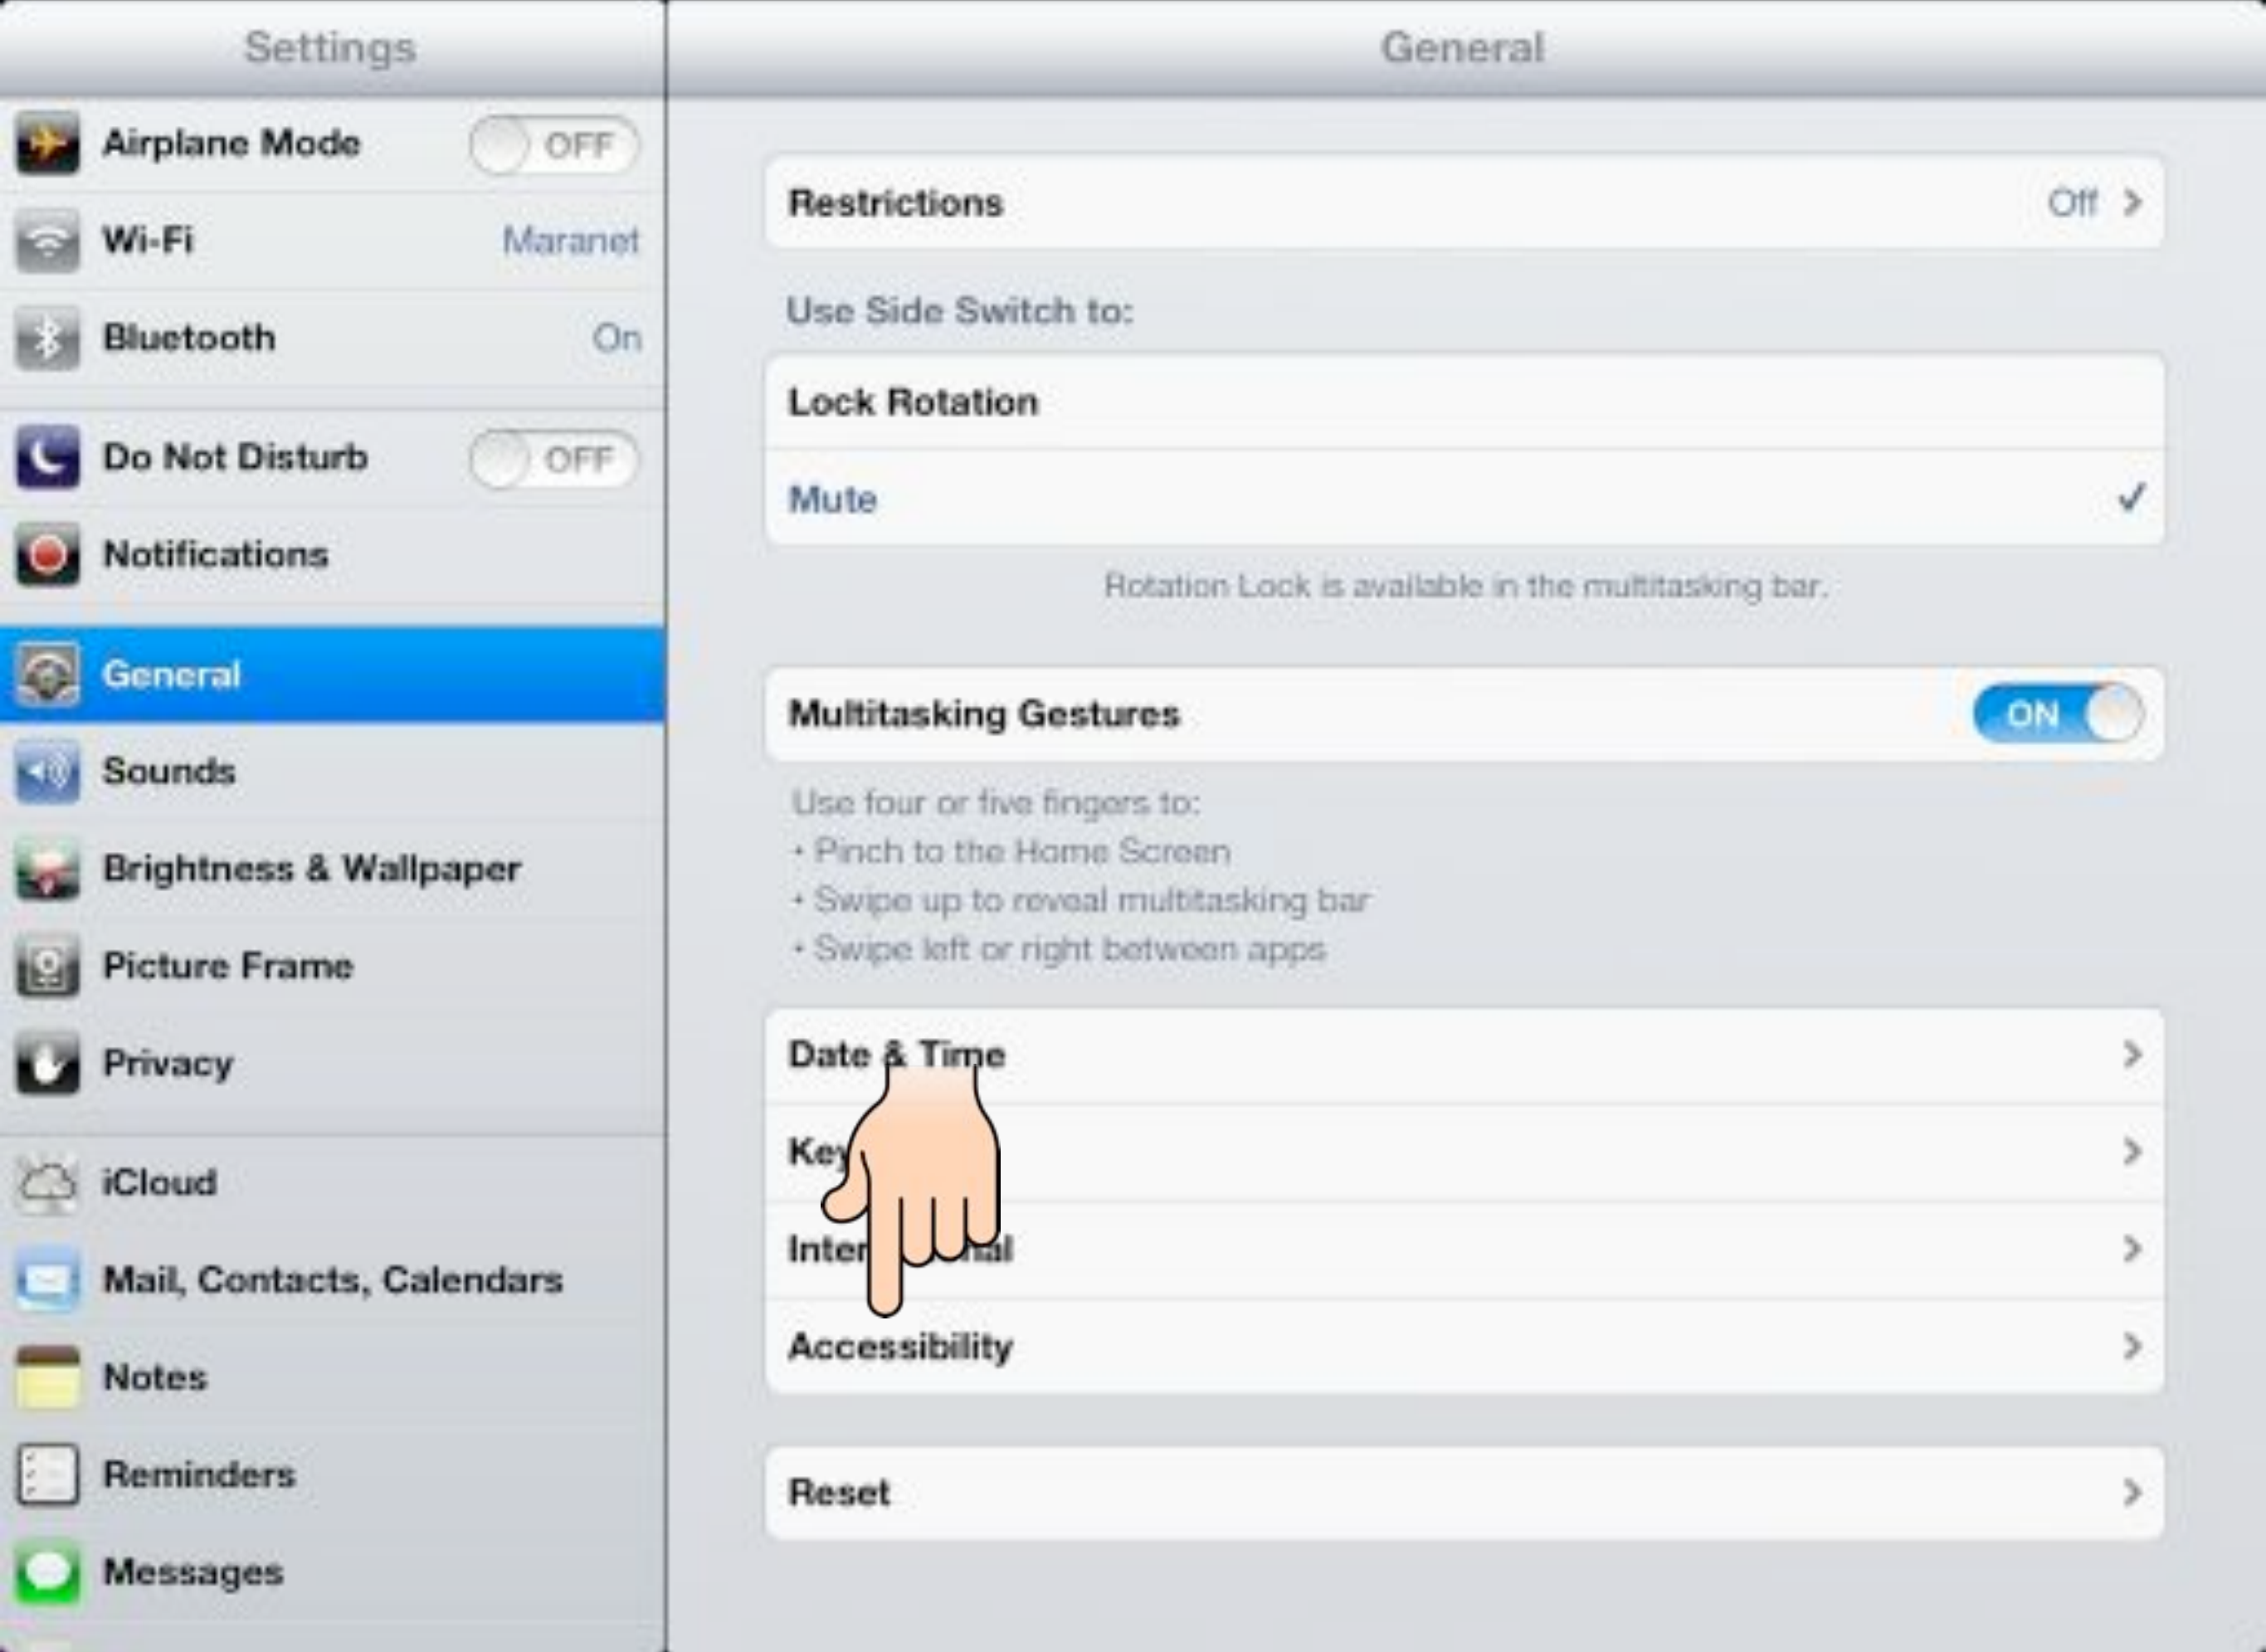 Settings
Airplane Mode OFF
Wi-Fi Maranet
Bluetooth On
Do Not Disturb OFF
Notifications
General
Sounds
Brightness & Wallpaper
Picture Frame
Privacy
iCloud
Mail, Contacts, Calendars
Notes
Reminders
Messages
General
Restrictions Off
Use Side Switch to:
Lock Rotation
Mute
Rotation Lock is available in the multitasking bar.
Multitasking Gestures ON
Use four or five fingers to:
• Pinch to the Home Screen
• Swipe up to reveal multitasking bar
• Swipe left or right between apps
Date & Time
Accessibility
Reset